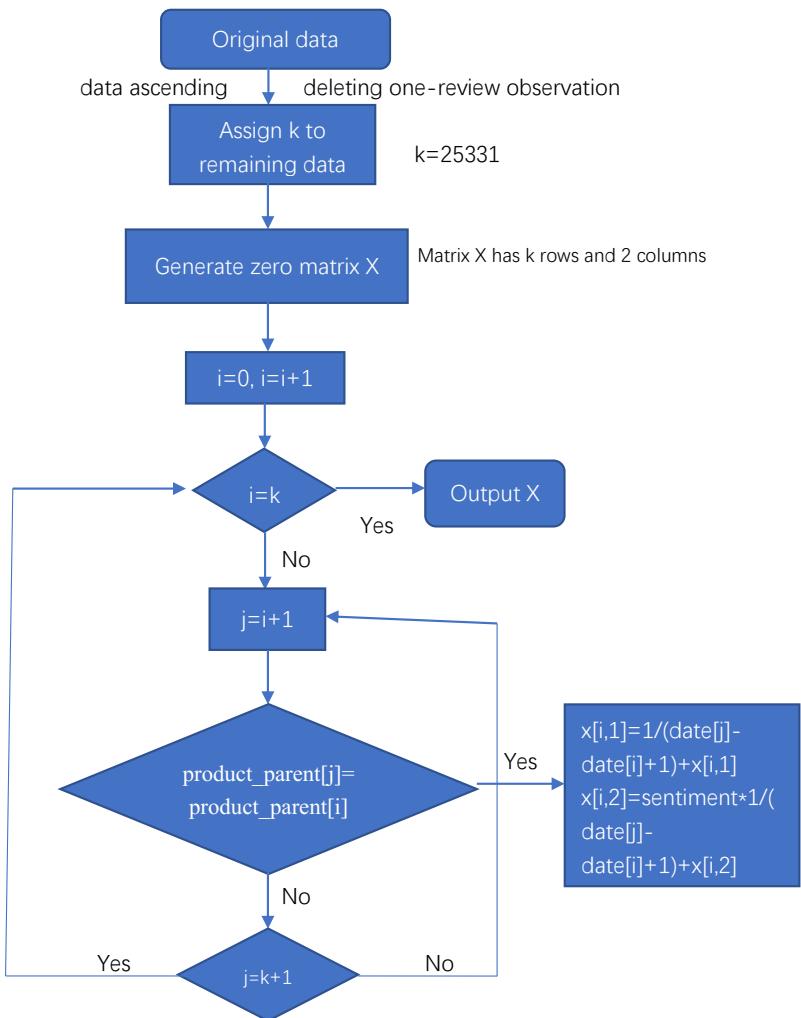 Original data
data ascending
deleting one-review observation
Assign k to
remaining data
k=25331
Generate zero matrix X
Matrix X has k rows and 2 columns
i=0, i=i+1
i=k
Output X
Yes
No
j=i+1
product_parent[j]=
product_parent[i]
Yes
x[i,1]=1/(date[j]-
date[i]+1)+x[i,1]
x[i,2]=sentiment*1/(
date[j]-
date[i]+1)+x[i,2]
No
Yes
j=k+1
No